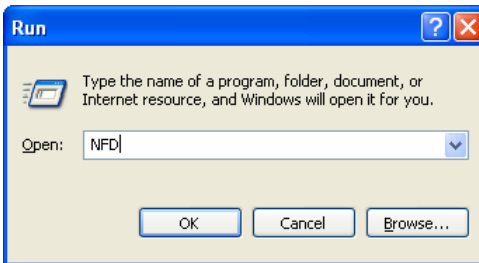 Run
Type the name of a program, folder, document, or
Internet resource, and Windows will open it for you.
Open: NFD
OK Cancel Browse...